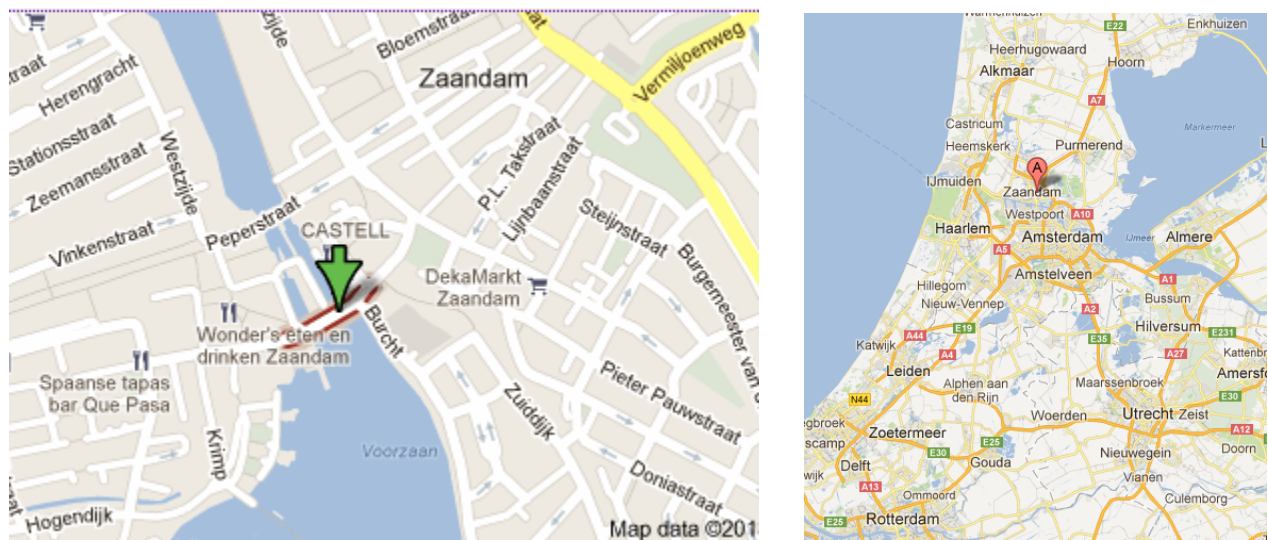 Bloemstraat
Zaandam
Vermiljoenweg
Herengracht
Stationsstraat
Zeemansstraat
Westzijde
P.L. Takstraat
Lijnbaanstraat
Steijnstraat
Vinkenstraat
Peperstraat
CASTELL
DekaMarkt
Zaandam
Burgemeester van
Wonder's eten en
drinken Zaandam
Burcht
Spaanse tapas
bar Que Pasa
Krimp
Voorzaan
Zuiddijk
Pieter Pauwstraat
Doniastraat
Hogendijk
Map data ©201
E22
Enkhuizen
Heerhugowaard
Hoorn
Alkmaar
A7
Castricum
Markermeer
Heemskerk
Purmerend
A
IJmuiden
Zaandam
Westpoort
A10
Haarlem
Amsterdam
IJmeer
Almere
A5
Amstelveen
A1
Hillegom
Nieuw-Vennep
Bussum
A2
E19
Hilversum
E231
Katwijk
A44
E35
A4
A27
Kattenbr
Leiden
Amersf
Alphen aan
den Rijn
Maarssenbroek
N44
E30
Woerden
Utrecht
Zeist
Zoetermeer
E25
A12
E30
Doorn
Delft
Gouda
Nieuwegein
Vianen
A13
Ommoord
Culemborg
E25
Rotterdam